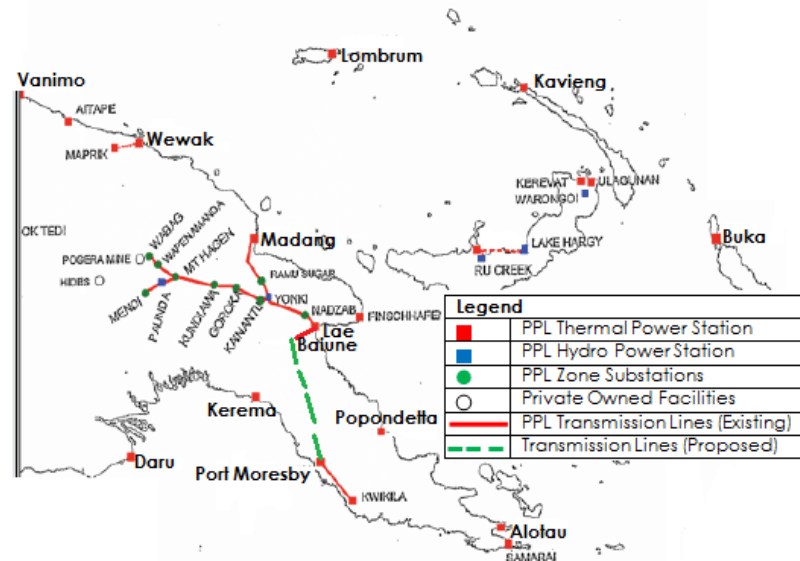 Lombrum
Vanimo
Kavieng
AITAPE
Wewak
MAPRIK
KEREVAT
ULAGUNAN
WARONGOI
OK TEDI
WABAG
WAPENAMANDA
MT HAGEN
Madang
LAKE HARGY
Buka
POGERA MINE
RU CREEK
RAMU SUGAR
HIDES
YONKI
MENDI
PAUNDA
KUNDIAWA
GOROKA
KAINANTU
NADZAB
FINSCHHAFEN
Lae
Baiune
Legend
PPL Thermal Power Station
PPL Hydro Power Station
PPL Zone Substations
Private Owned Facilities
PPL Transmission Lines (Existing)
Transmission Lines (Proposed)
Kerema
Popondetta
Daru
Port Moresby
KWIKILA
Alotau
SAMARAI